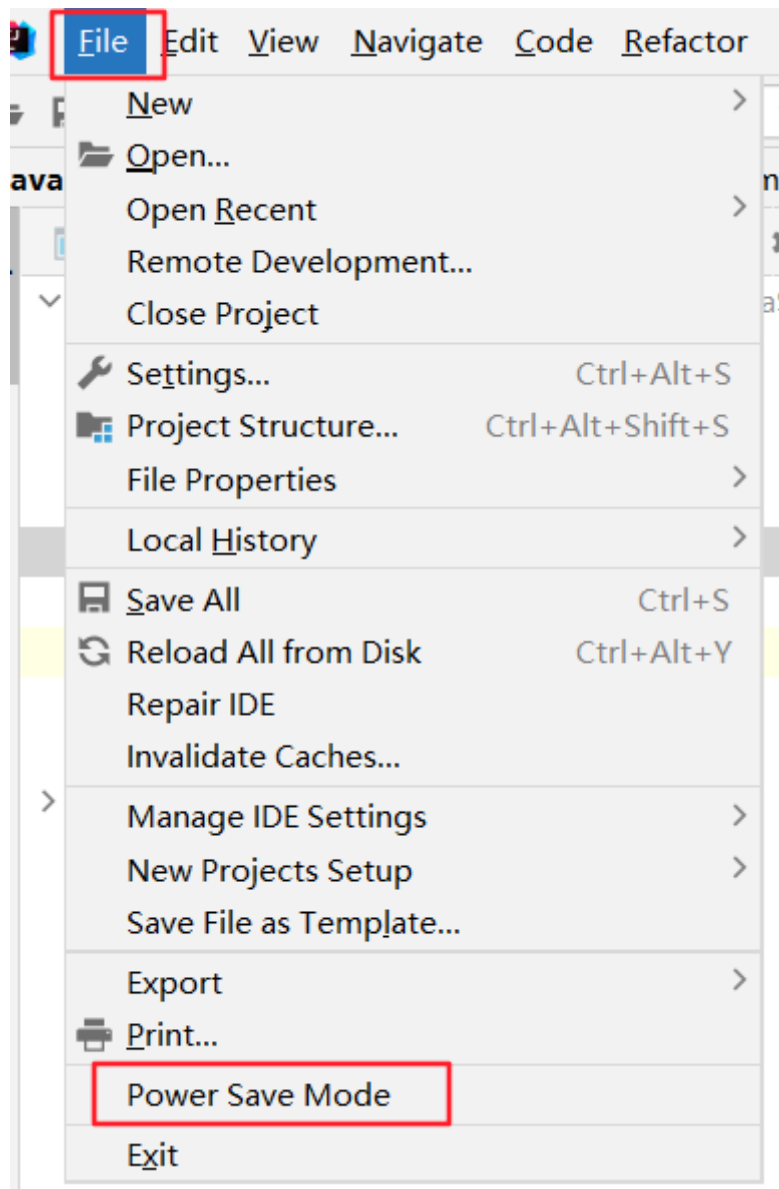 File Edit View Navigate Code Refactor
New
Open...
ava
Open Recent
Remote Development...
Close Project
Settings... Ctrl+Alt+S
Project Structure... Ctrl+Alt+Shift+S
File Properties
Local History
Save All Ctrl+S
Reload All from Disk Ctrl+Alt+Y
Repair IDE
Invalidate Caches...
Manage IDE Settings
New Projects Setup
Save File as Template...
Export
Print...
Power Save Mode
Exit